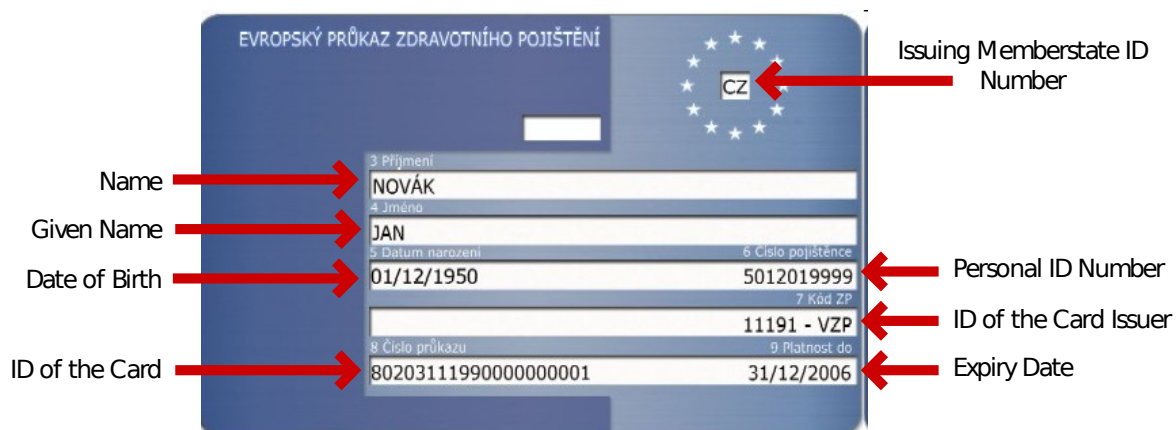 EVROPSKÝ PRŮKAZ ZDRAVOTNÍHO POJIŠTĚNÍ
CZ
Issuing Memberstate ID
Number
3 Příjmení
Name
NOVÁK
4 Jméno
Given Name
JAN
5 Datum narození
6 Číslo pojištěnce
Date of Birth
01/12/1950
5012019999
Personal ID Number
7 Kód ZP
11191 - VZP
ID of the Card Issuer
8 Číslo průkazu
9 Platnost do
ID of the Card
80203111990000000001
31/12/2006
Expiry Date